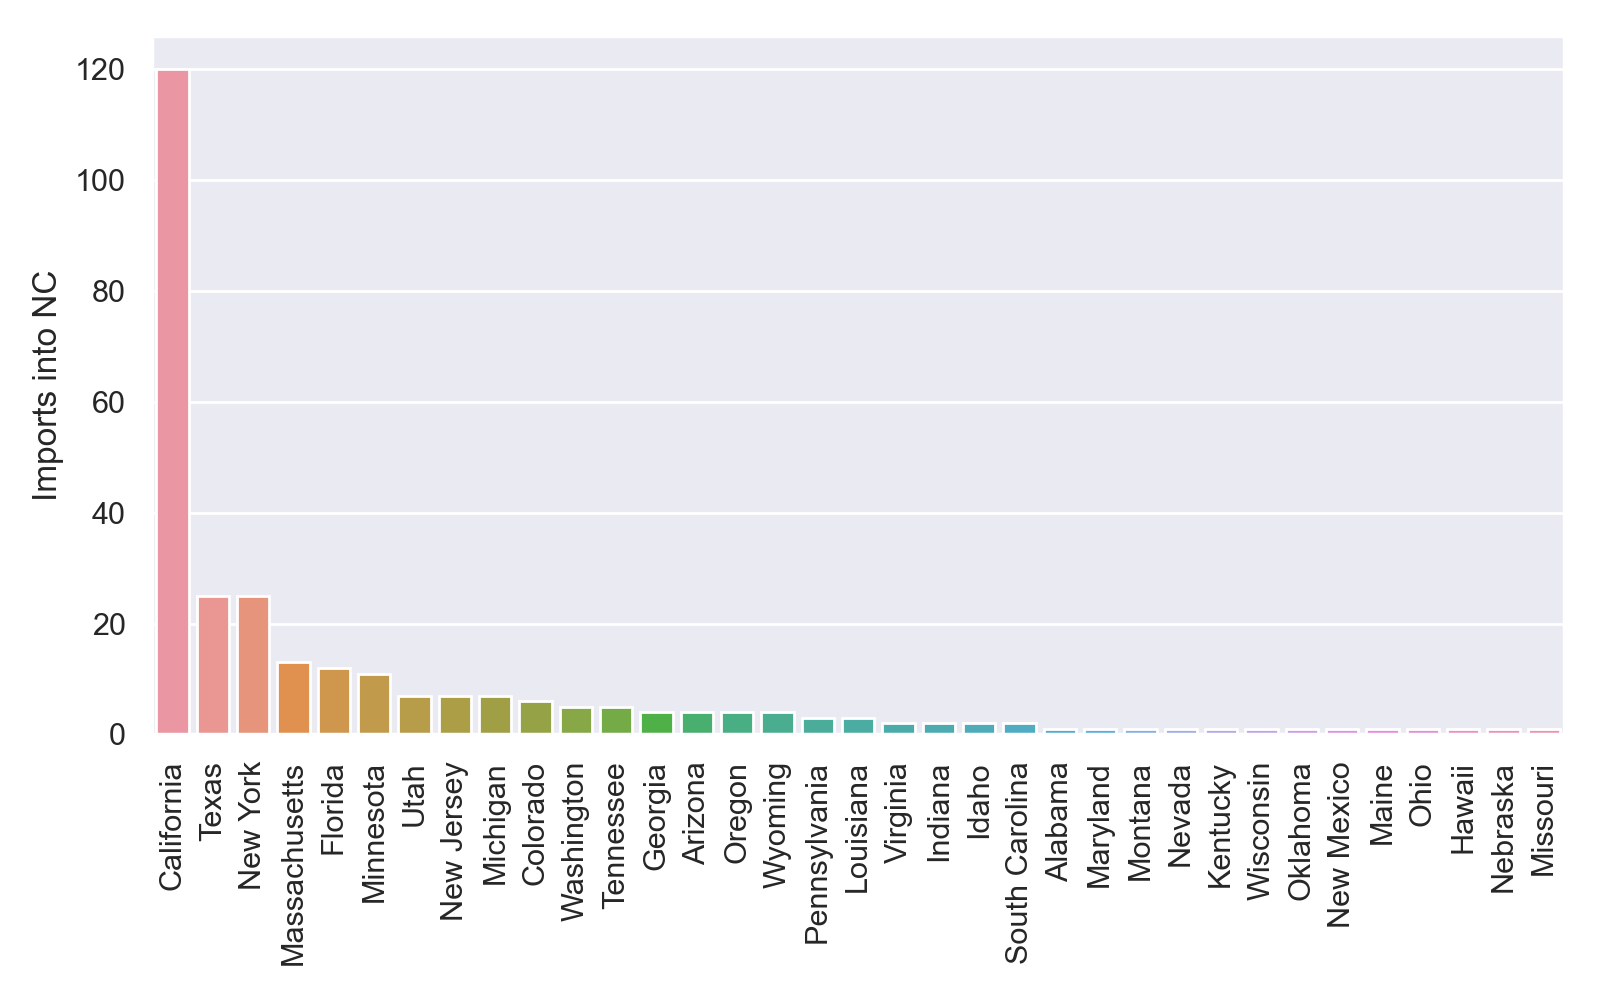 Imports into NC
120
100
80
60
40
20
0
California
Texas
New York
Massachusetts
Florida
Minnesota
Utah
New Jersey
Michigan
Colorado
Washington
Tennessee
Georgia
Arizona
Oregon
Wyoming
Pennsylvania
Louisiana
Virginia
Indiana
Idaho
South Carolina
Alabama
Maryland
Montana
Nevada
Kentucky
Wisconsin
Oklahoma
New Mexico
Maine
Ohio
Hawaii
Nebraska
Missouri